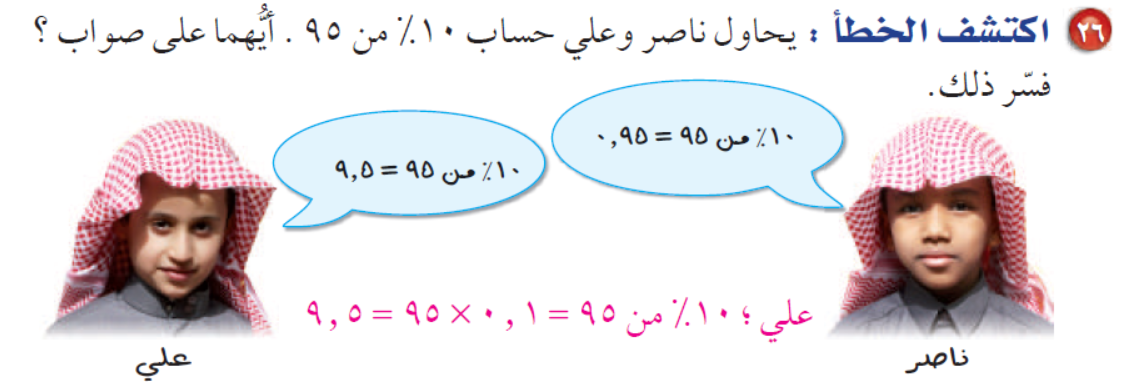 ٢٦ اكتشف الخطأ : يحاول ناصر وعلي حساب ١٠٪ من ٩٥ . أيُّهما على صواب ؟
فسّر ذلك.
١٠٪ من ٩٥ = ٠,٩٥
١٠٪ من ٩٥ = ٩,٥
علي ؛ ١٠٪ من ٩٥ = ٠,١ × ٩٥ = ٩,٥
ناصر
علي